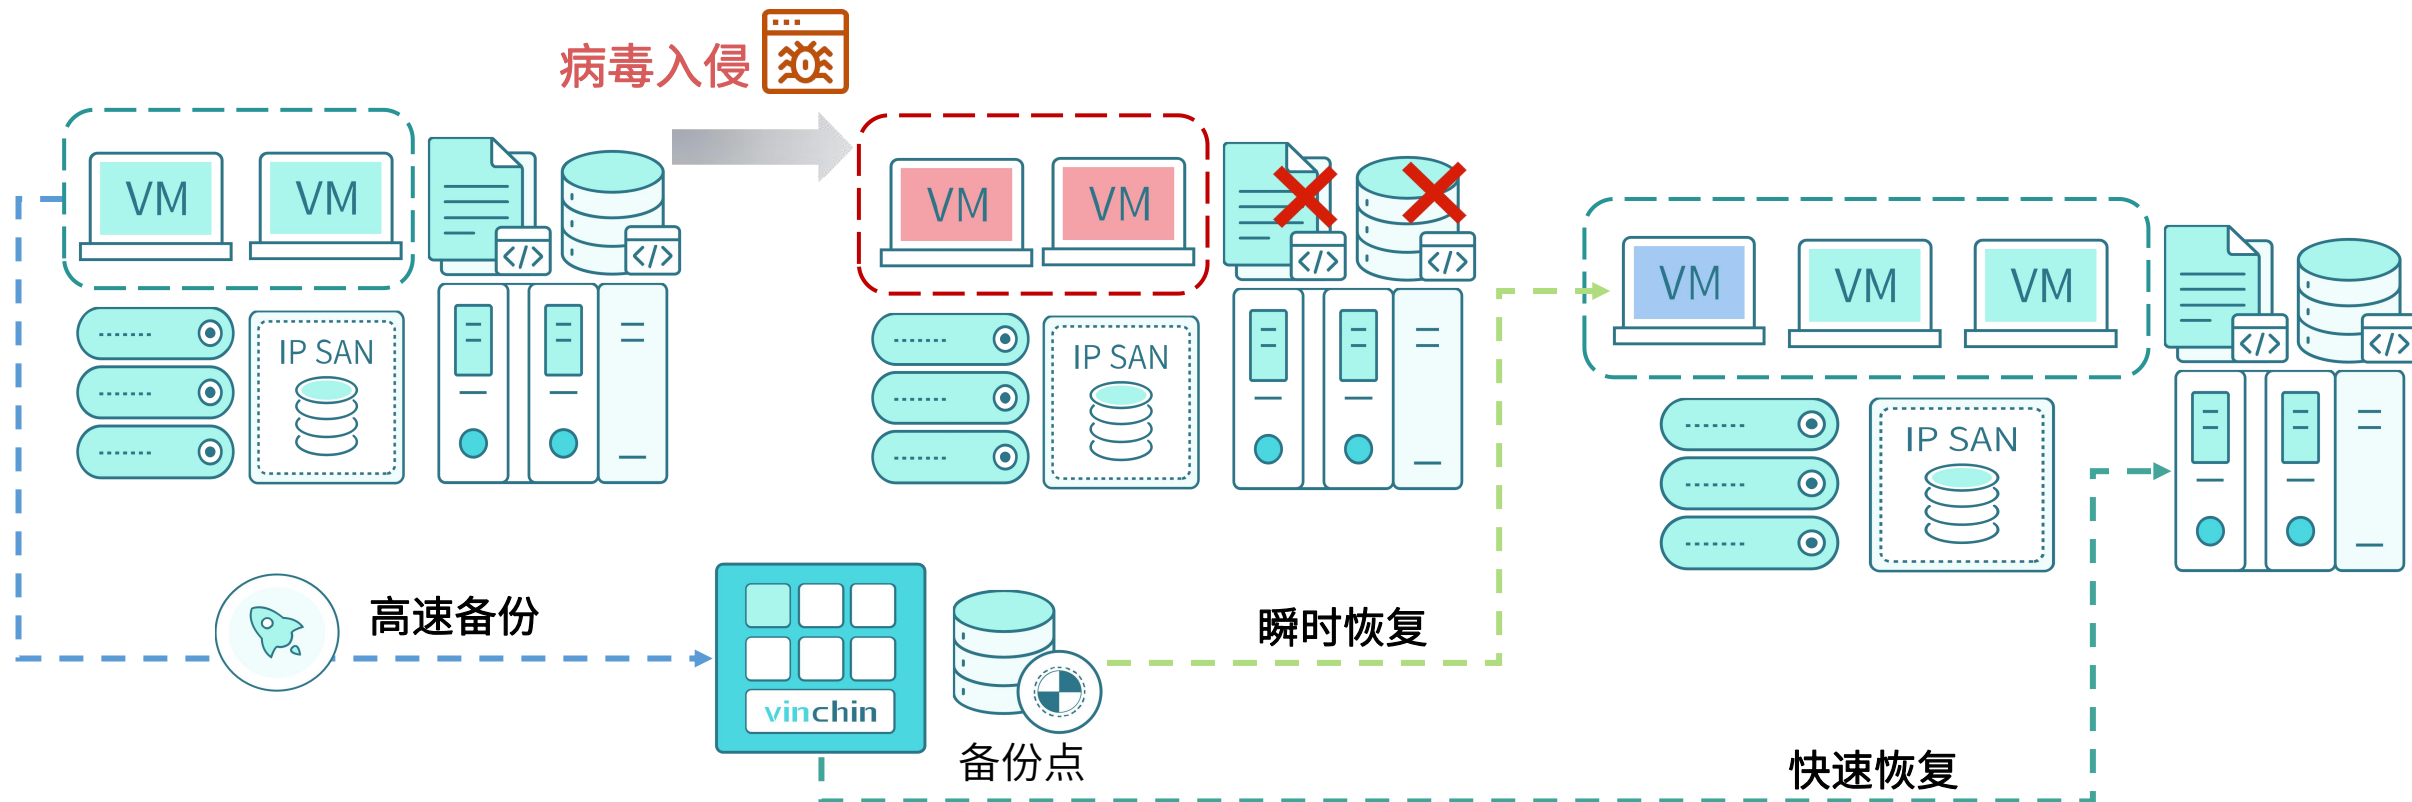 病毒入侵
VM
VM
</>
</>
IP SAN
VM
VM
</>
</>
IP SAN
VM
VM
VM
</>
</>
IP SAN
高速备份
vinchin
备份点
瞬时恢复
快速恢复